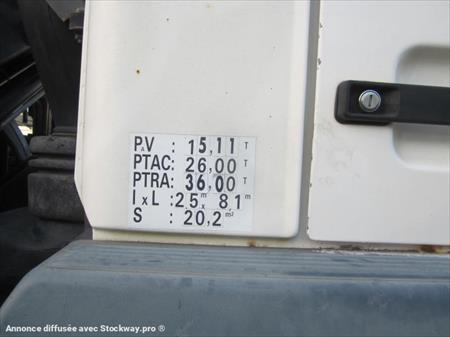 P.V : 15,11 T
PTAC: 26,00 T
PTRA: 36,00 T
l x L : 2,5 m x 8,1 m
S : 20,2 m²
Annonce diffusée avec Stockway.pro ®